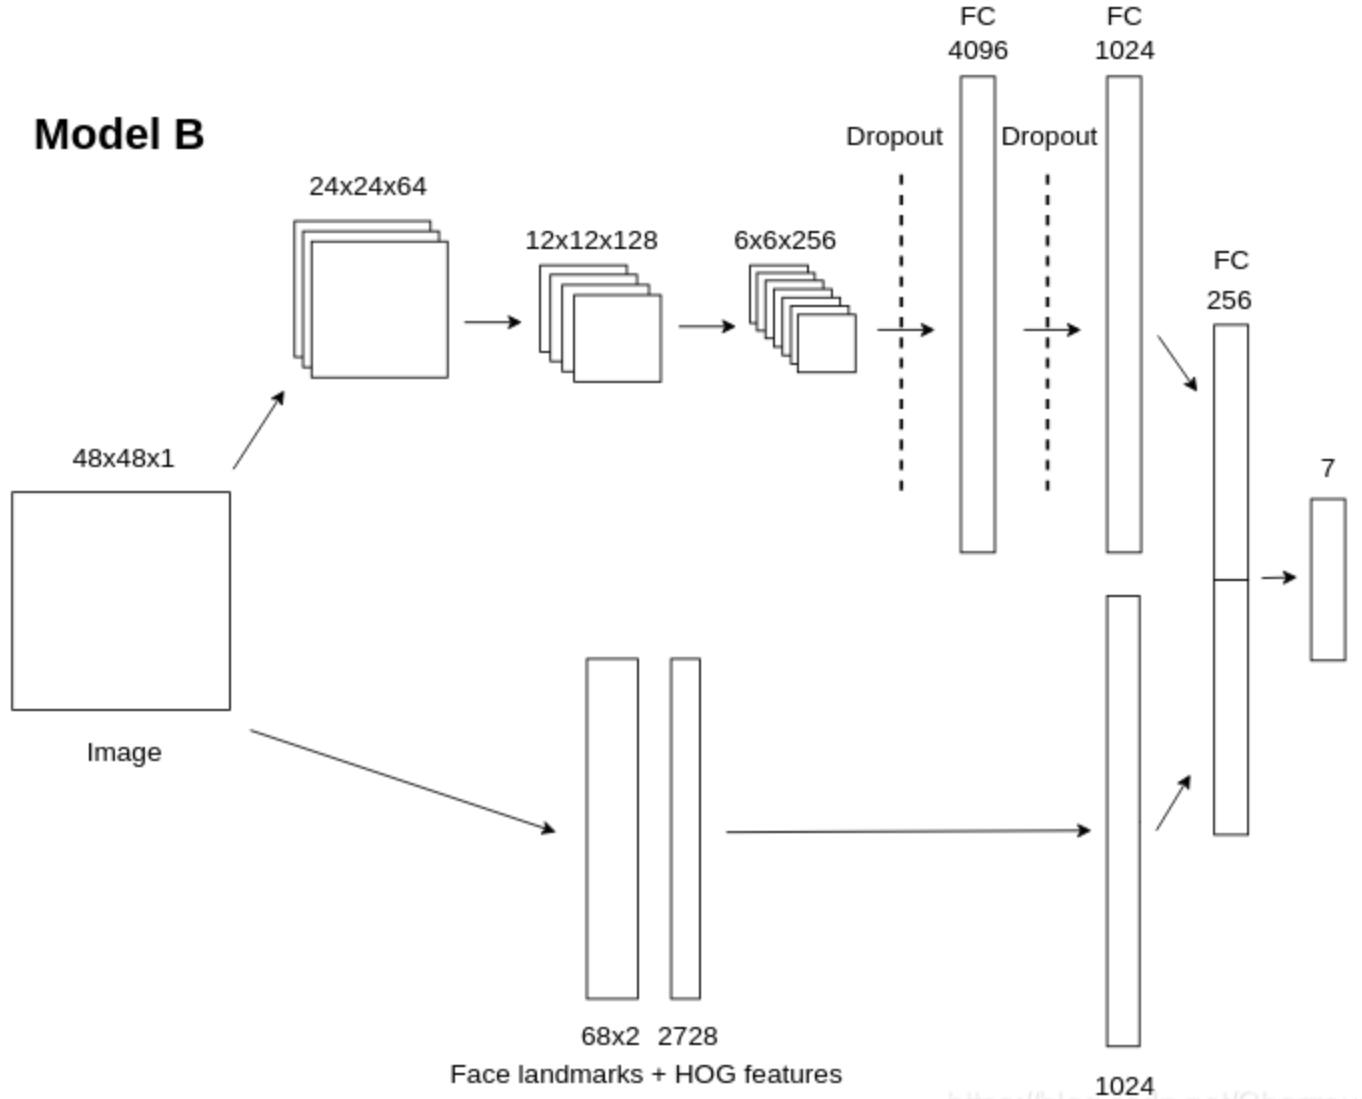 Model B
FC
4096
FC
1024
Dropout
Dropout
24x24x64
12x12x128
6x6x256
FC
256
48x48x1
7
Image
68x2
2728
Face landmarks + HOG features
1024